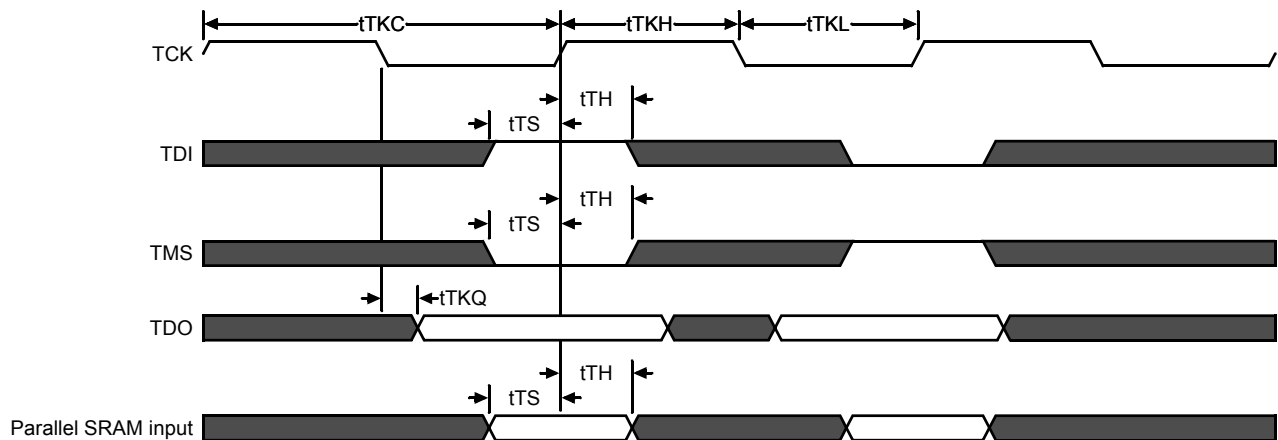 tTKC
tTKH
tTKL
TCK
tTH
tTS
TDI
tTH
tTS
TMS
tTKQ
TDO
tTH
tTS
Parallel SRAM input